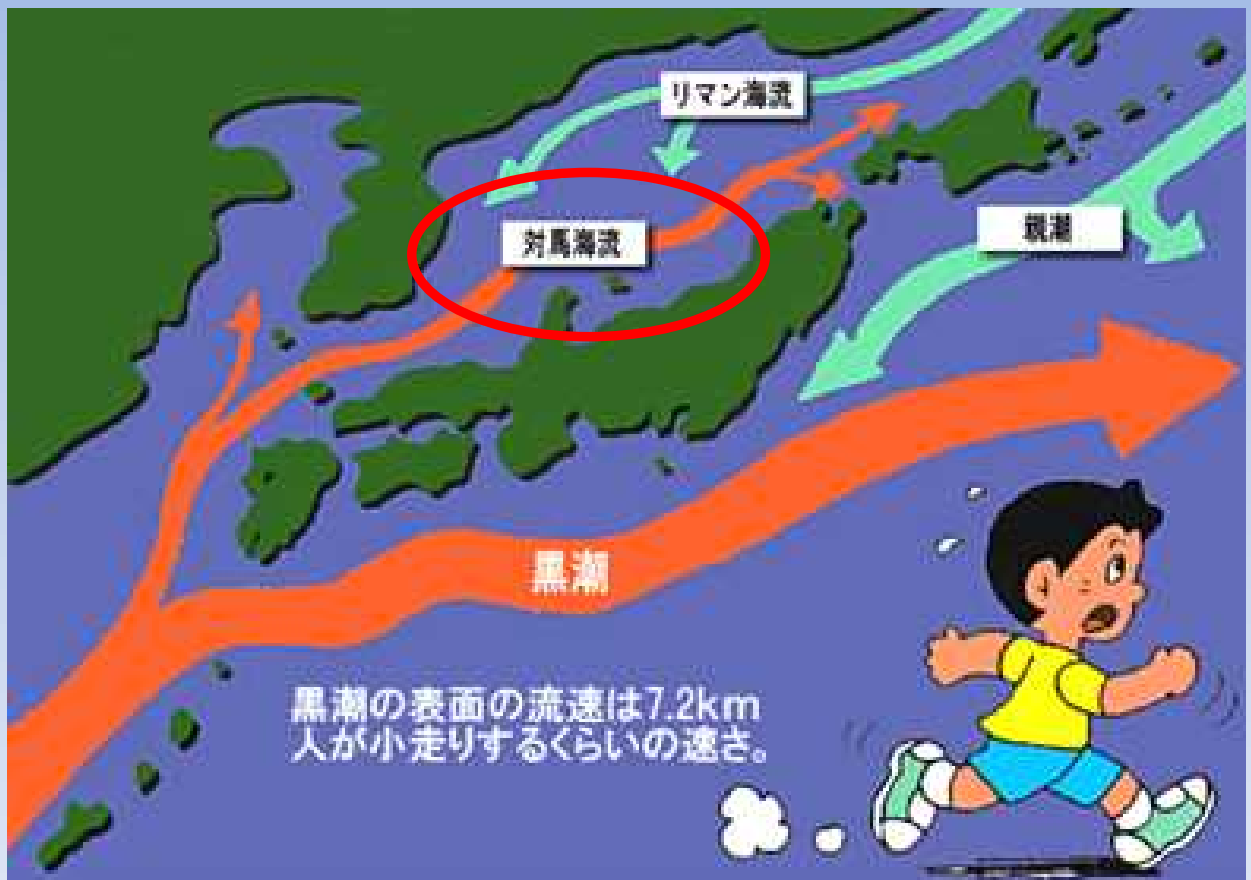 リマン海流
対馬海流
親潮
黒潮
黒潮の表面の流速は7.2km
人が小走りするくらいの速さ。